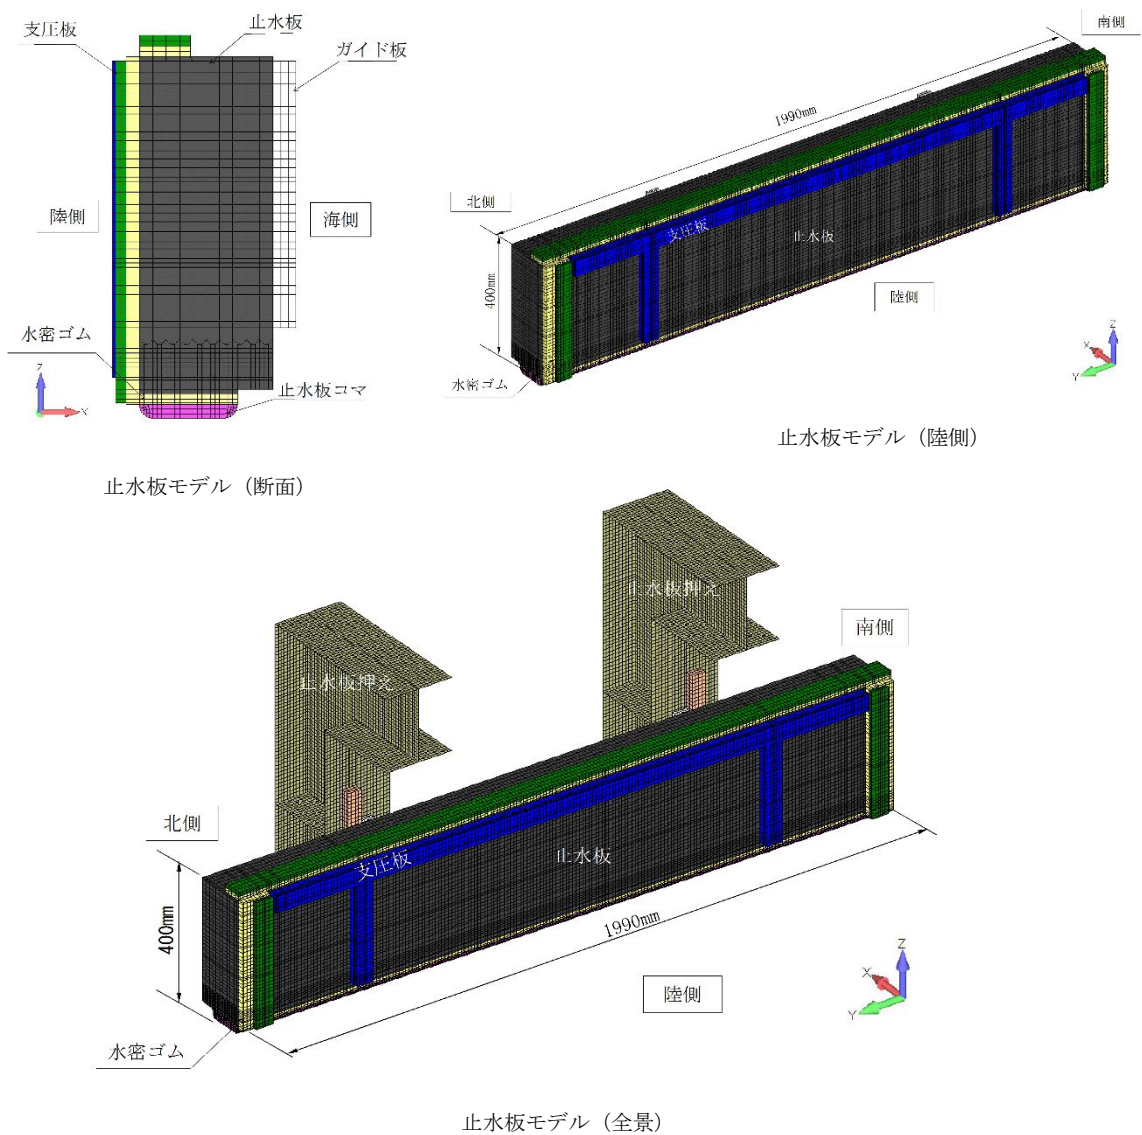 支圧板
止水板
ガイド板
陸側
海側
水密ゴム
止水板コマ
Z
X
止水板モデル（断面）
南側
1990mm
北側
支圧板
止水板
400mm
陸側
水密ゴム
Z
X
Y
止水板モデル（陸側）
止水板押え
止水板押え
南側
北側
支圧板
止水板
400mm
1990mm
陸側
水密ゴム
Z
X
Y
止水板モデル（全景）